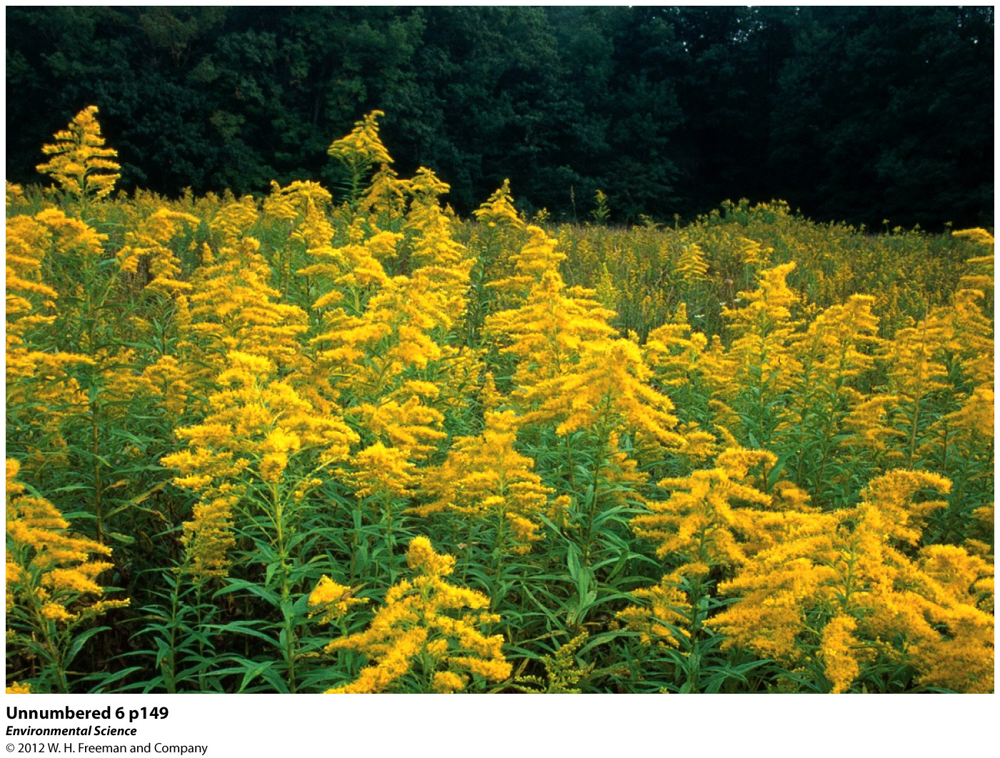 Unnumbered 6 p149
Environmental Science
© 2012 W. H. Freeman and Company